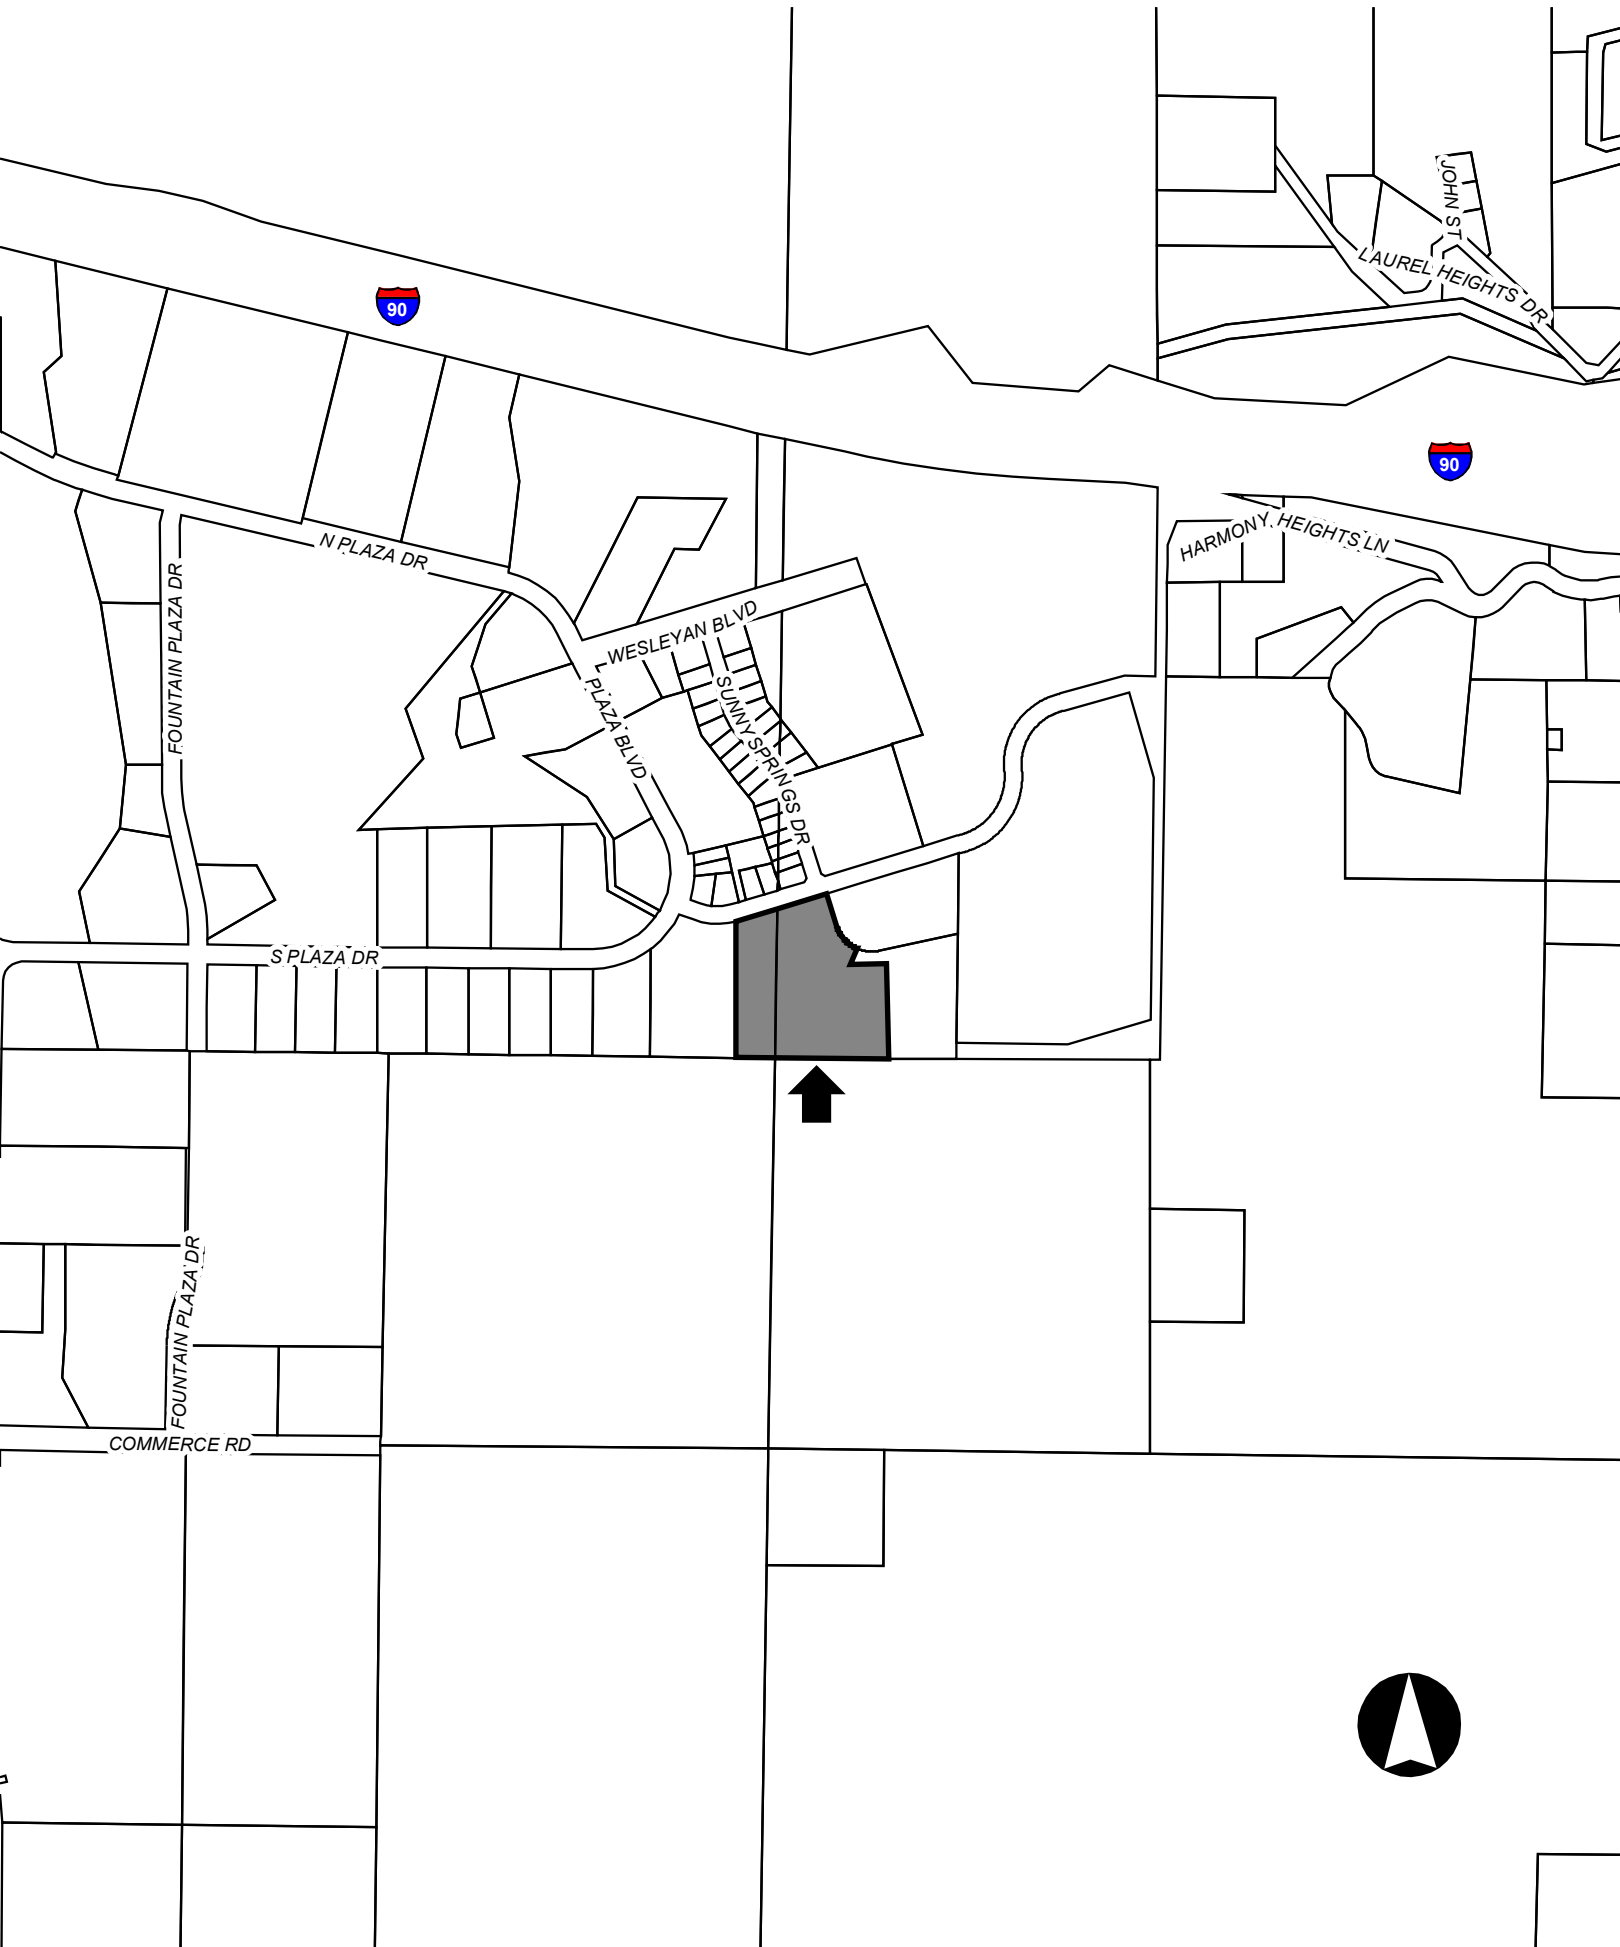 JOHN ST
LAUREL HEIGHTS DR
90
90
HARMONY HEIGHTS LN
N PLAZA DR
FOUNTAIN PLAZA DR
WESLEYAN BLVD
PLAZA BLVD
SUNNY SPRINGS DR
S PLAZA DR
FOUNTAIN PLAZA DR
COMMERCE RD